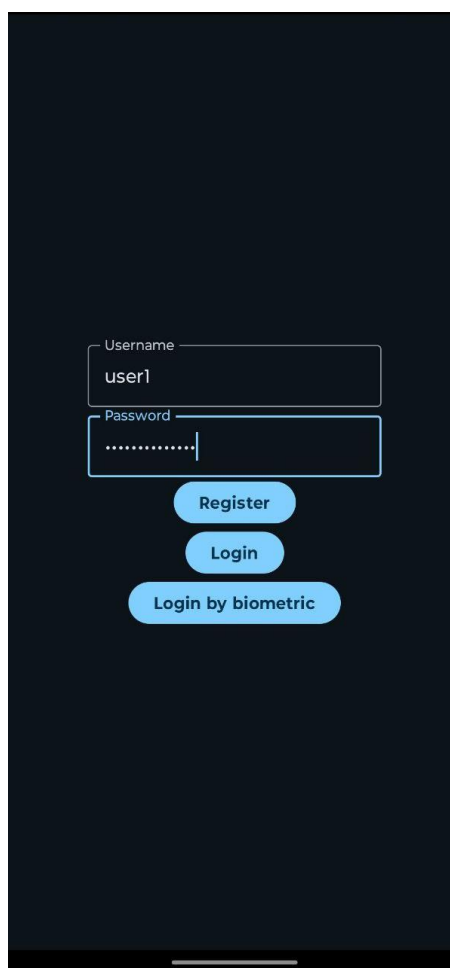 Username
user1
Password
••••••••••••••
Register
Login
Login by biometric